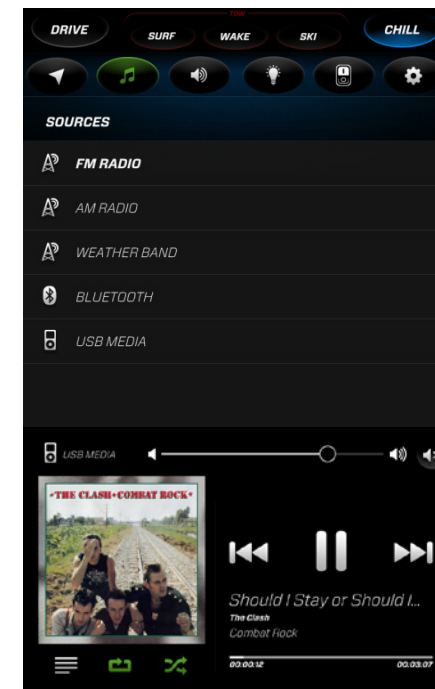 TOW
DRIVE
SURF
WAKE
SKI
CHILL
SOURCES
FM RADIO
AM RADIO
WEATHER BAND
BLUETOOTH
USB MEDIA
USB MEDIA
•THE CLASH•COMBAT ROCK•
Should I Stay or Should I...
The Clash
Combat Rock
00:00:12
00:03:07